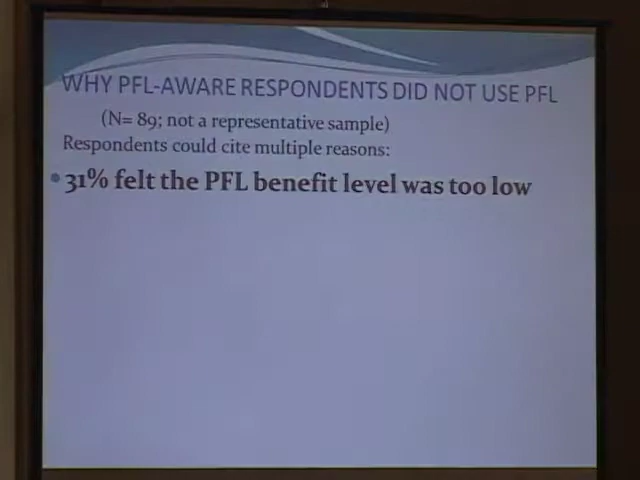 WHY PFL-AWARE RESPONDENTS DID NOT USE PFL
(N= 89; not a representative sample)
Respondents could cite multiple reasons:
• 31% felt the PFL benefit level was too low